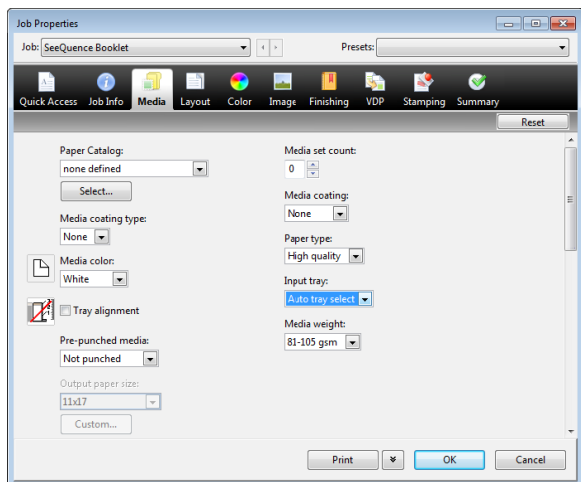 Job Properties
Job: SeeQuence Booklet Presets:
Quick Access Job Info Media Layout Color Image Finishing VDP Stamping Summary
Reset
Paper Catalog:
none defined
Select...
Media coating type:
None
Media color:
White
Tray alignment
Pre-punched media:
Not punched
Output paper size:
11x17
Custom...
Media set count:
0
Media coating:
None
Paper type:
High quality
Input tray:
Auto tray select
Media weight:
81-105 gsm
Print OK Cancel